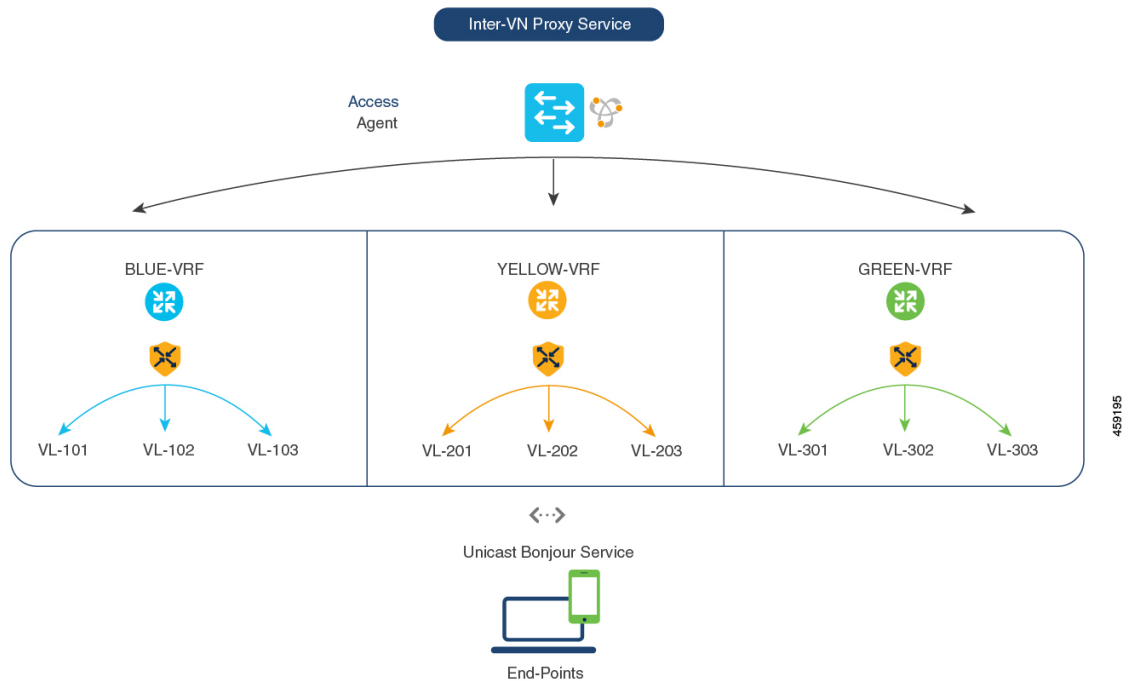 Inter-VN Proxy Service
Access
Agent
BLUE-VRF
YELLOW-VRF
GREEN-VRF
VL-101
VL-102
VL-103
VL-201
VL-202
VL-203
VL-301
VL-302
VL-303
459195
Unicast Bonjour Service
End-Points